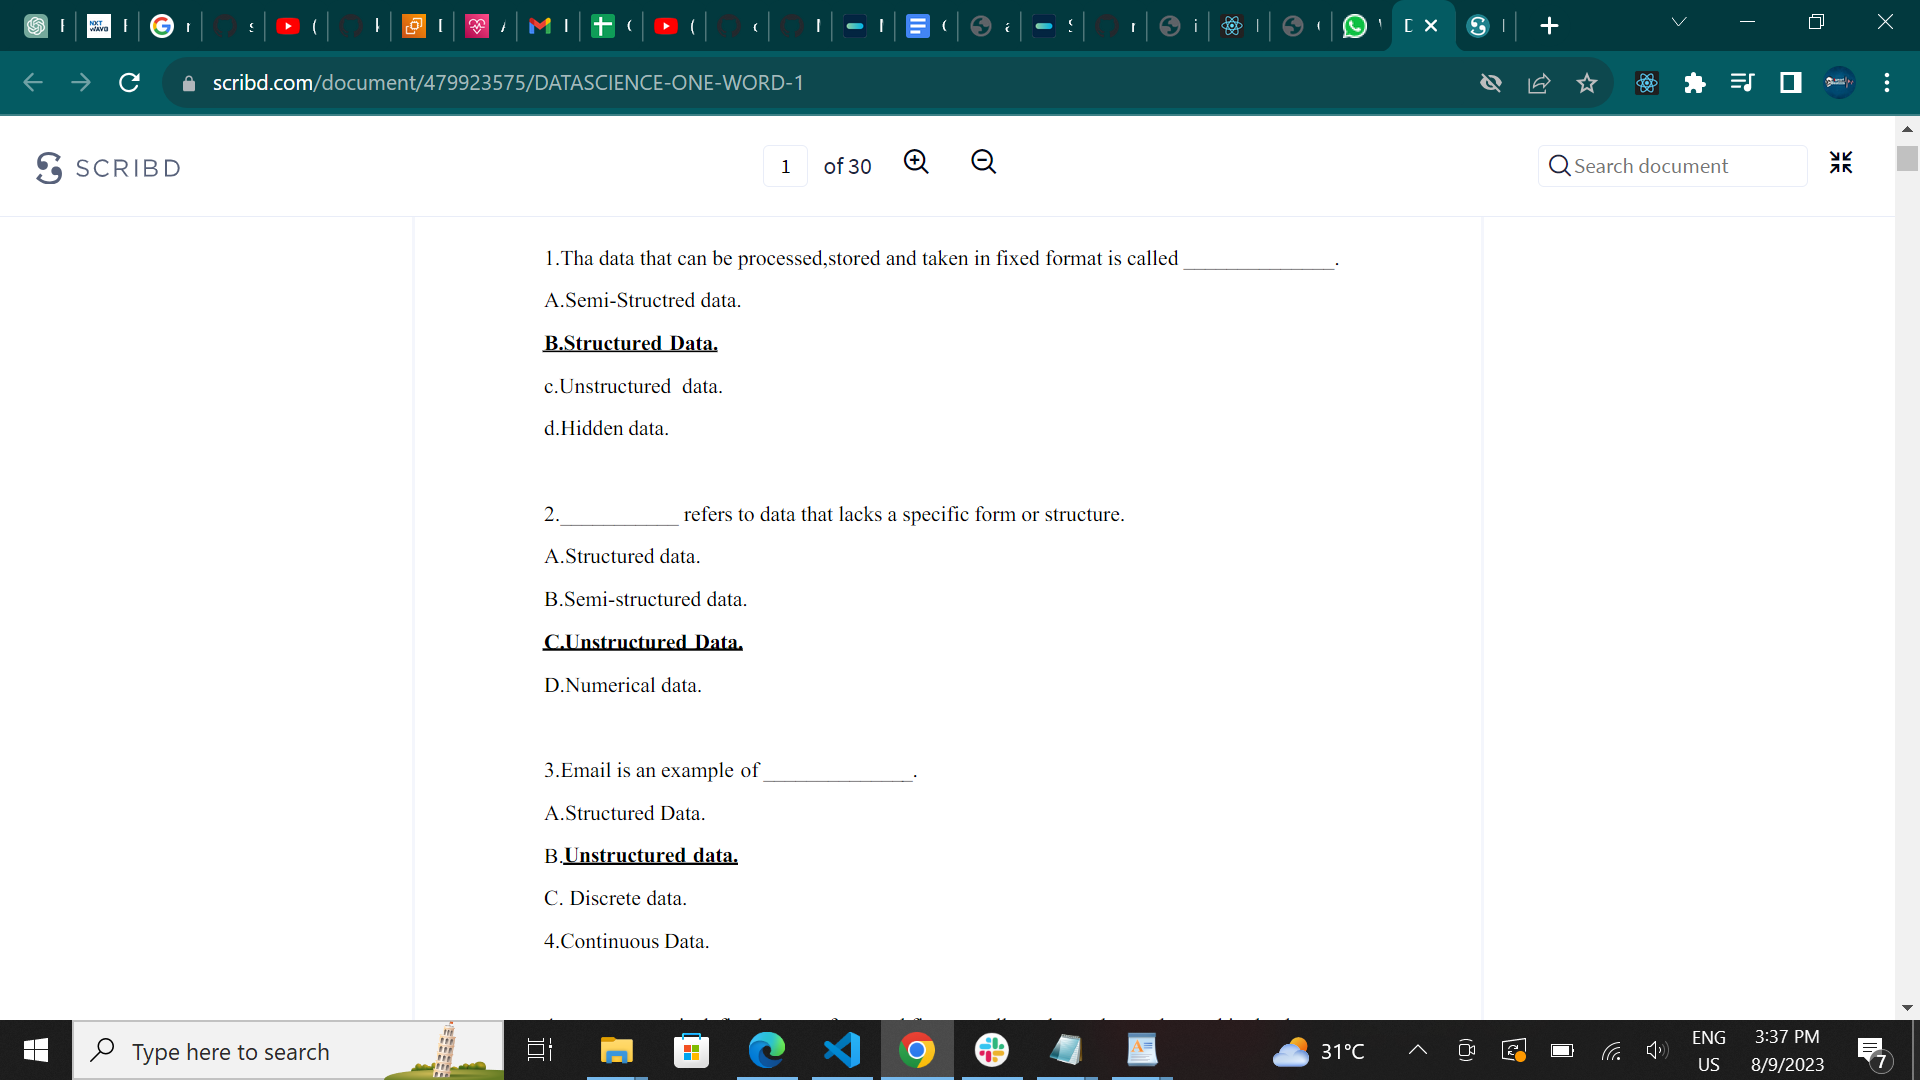 scribd.com/document/479923575/DATASCIENCE-ONE-WORD-1
SCRIBD
1 of 30
Search document
1.Tha data that can be processed,stored and taken in fixed format is called ______________.
A.Semi-Structred data.
B.Structured Data.
c.Unstructured data.
d.Hidden data.
2.___________ refers to data that lacks a specific form or structure.
A.Structured data.
B.Semi-structured data.
C.Unstructured Data.
D.Numerical data.
3.Email is an example of ______________.
A.Structured Data.
B.Unstructured data.
C. Discrete data.
4.Continuous Data.
Type here to search
31°C
ENG
US
3:37 PM
8/9/2023
7